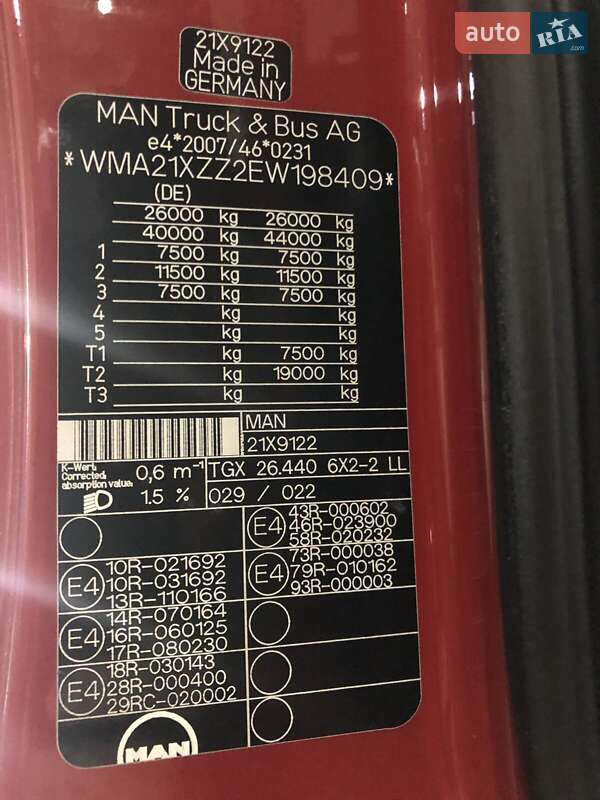 auto RIA .com
21X9122
Made in
GERMANY
MAN Truck & Bus AG
e4*2007/46*0231
*WMA21XZZ2EW198409*
(DE)
26000 kg 26000 kg
40000 kg 44000 kg
1 7500 kg 7500 kg
2 11500 kg 11500 kg
3 7500 kg 7500 kg
4 kg kg
5 kg kg
T1 kg 7500 kg
T2 kg 19000 kg
T3 kg kg
MAN
21X9122
K-Wert:
Corrected
absorption value:
0,6 m⁻¹
TGX 26.440 6X2-2 LL
1.5 %
029 / 022
E4
43R-000602
46R-023900
58R-020232
E4
10R-021692
10R-031692
13R-110166
E4
73R-000038
79R-010162
93R-000003
E4
14R-070164
16R-060125
17R-080230
E4
18R-030143
28R-000400
29RC-020002
MAN